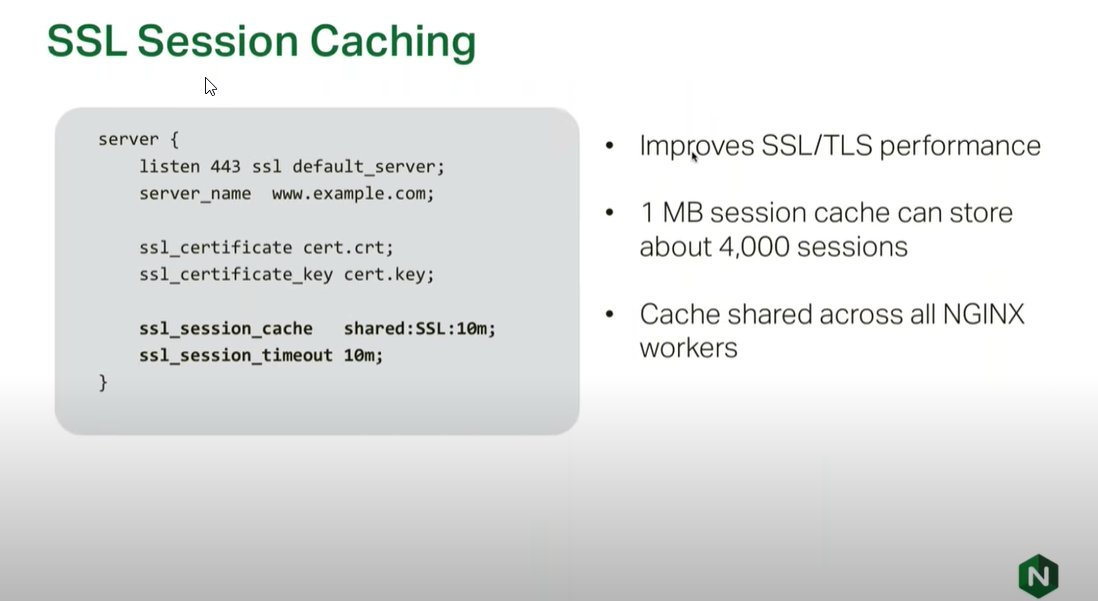 SSL Session Caching
server {
    listen 443 ssl default_server;
    server_name  www.example.com;
    ssl_certificate cert.crt;
    ssl_certificate_key cert.key;
    ssl_session_cache   shared:SSL:10m;
    ssl_session_timeout 10m;
}
• Improves SSL/TLS performance
• 1 MB session cache can store
about 4,000 sessions
• Cache shared across all NGINX
workers
N